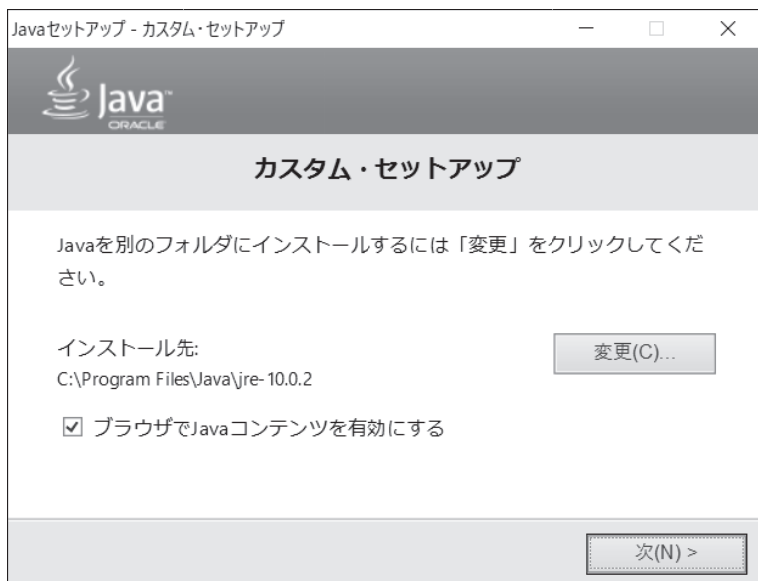 Javaセットアップ - カスタム・セットアップ
Java™
ORACLE
カスタム・セットアップ
Javaを別のフォルダにインストールするには「変更」をクリックしてくだ
さい。
インストール先:
変更(C)...
C:\Program Files\Java\jre-10.0.2
ブラウザでJavaコンテンツを有効にする
次(N) >